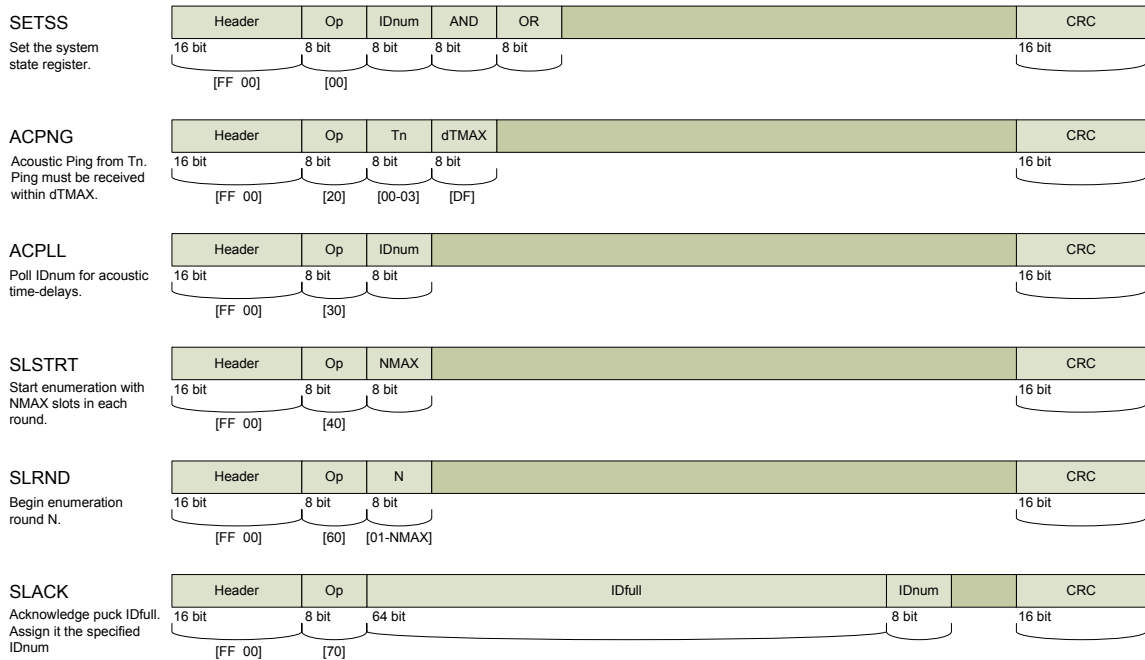 SETSS
Header Op IDnum AND OR CRC
Set the system
state register.
16 bit 8 bit 8 bit 8 bit 8 bit 16 bit
[FF 00] [00]
ACPNG
Header Op Tn dTMAX CRC
Acoustic Ping from Tn.
Ping must be received
within dTMAX.
16 bit 8 bit 8 bit 8 bit 16 bit
[FF 00] [20] [00-03] [DF]
ACPLL
Header Op IDnum CRC
Poll IDnum for acoustic
time-delays.
16 bit 8 bit 8 bit 16 bit
[FF 00] [30]
SLSTRT
Header Op NMAX CRC
Start enumeration with
NMAX slots in each
round.
16 bit 8 bit 8 bit 16 bit
[FF 00] [40]
SLRND
Header Op N CRC
Begin enumeration
round N.
16 bit 8 bit 8 bit 16 bit
[FF 00] [60] [01-NMAX]
SLACK
Header Op IDfull IDnum CRC
Acknowledge puck IDfull.
Assign it the specified
IDnum
16 bit 8 bit 64 bit 8 bit 16 bit
[FF 00] [70]